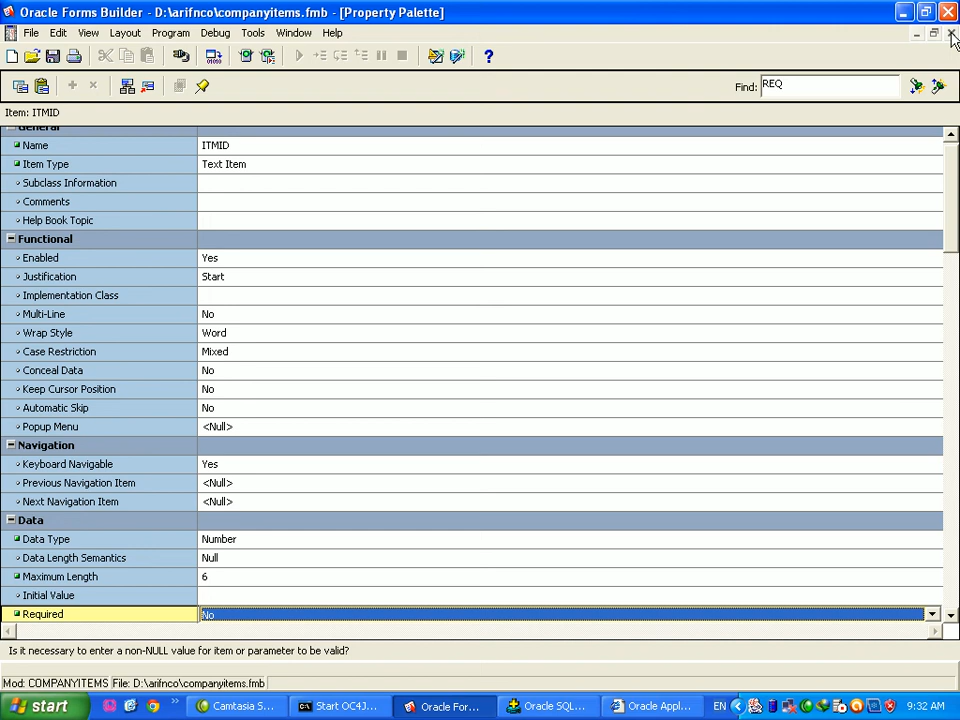 Oracle Forms Builder - D:\arifnco\companyitems.fmb - [Property Palette]
File Edit View Layout Program Debug Tools Window Help
Find: REQ
Item: ITMID
General
Name ITMID
Item Type Text Item
Subclass Information
Comments
Help Book Topic
Functional
Enabled Yes
Justification Start
Implementation Class
Multi-Line No
Wrap Style Word
Case Restriction Mixed
Conceal Data No
Keep Cursor Position No
Automatic Skip No
Popup Menu <Null>
Navigation
Keyboard Navigable Yes
Previous Navigation Item <Null>
Next Navigation Item <Null>
Data
Data Type Number
Data Length Semantics Null
Maximum Length 6
Initial Value
Required No
Is it necessary to enter a non-NULL value for item or parameter to be valid?
Mod: COMPANYITEMS File: D:\arifnco\companyitems.fmb
start Camtasia S... Start OC4J... Oracle For... Oracle SQL... Oracle Appl... EN 9:32 AM